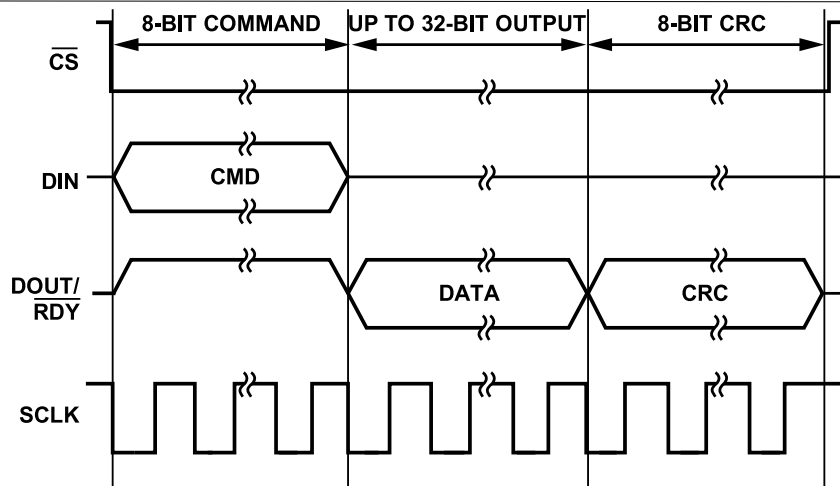 8-BIT COMMAND
UP TO 32-BIT OUTPUT
8-BIT CRC
CS
DIN
CMD
DOUT/
RDY
DATA
CRC
SCLK